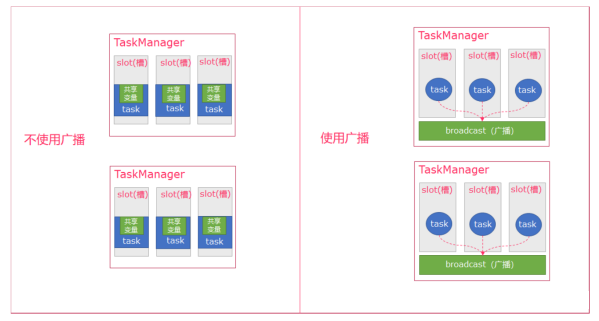 不使用广播
TaskManager
slot(槽) slot(槽) slot(槽)
共享 共享 共享
变量 变量 变量
task task task
TaskManager
slot(槽) slot(槽) slot(槽)
共享 共享 共享
变量 变量 变量
task task task
使用广播
TaskManager
slot(槽) slot(槽) slot(槽)
task task task
broadcast（广播）
TaskManager
slot(槽) slot(槽) slot(槽)
task task task
broadcast（广播）